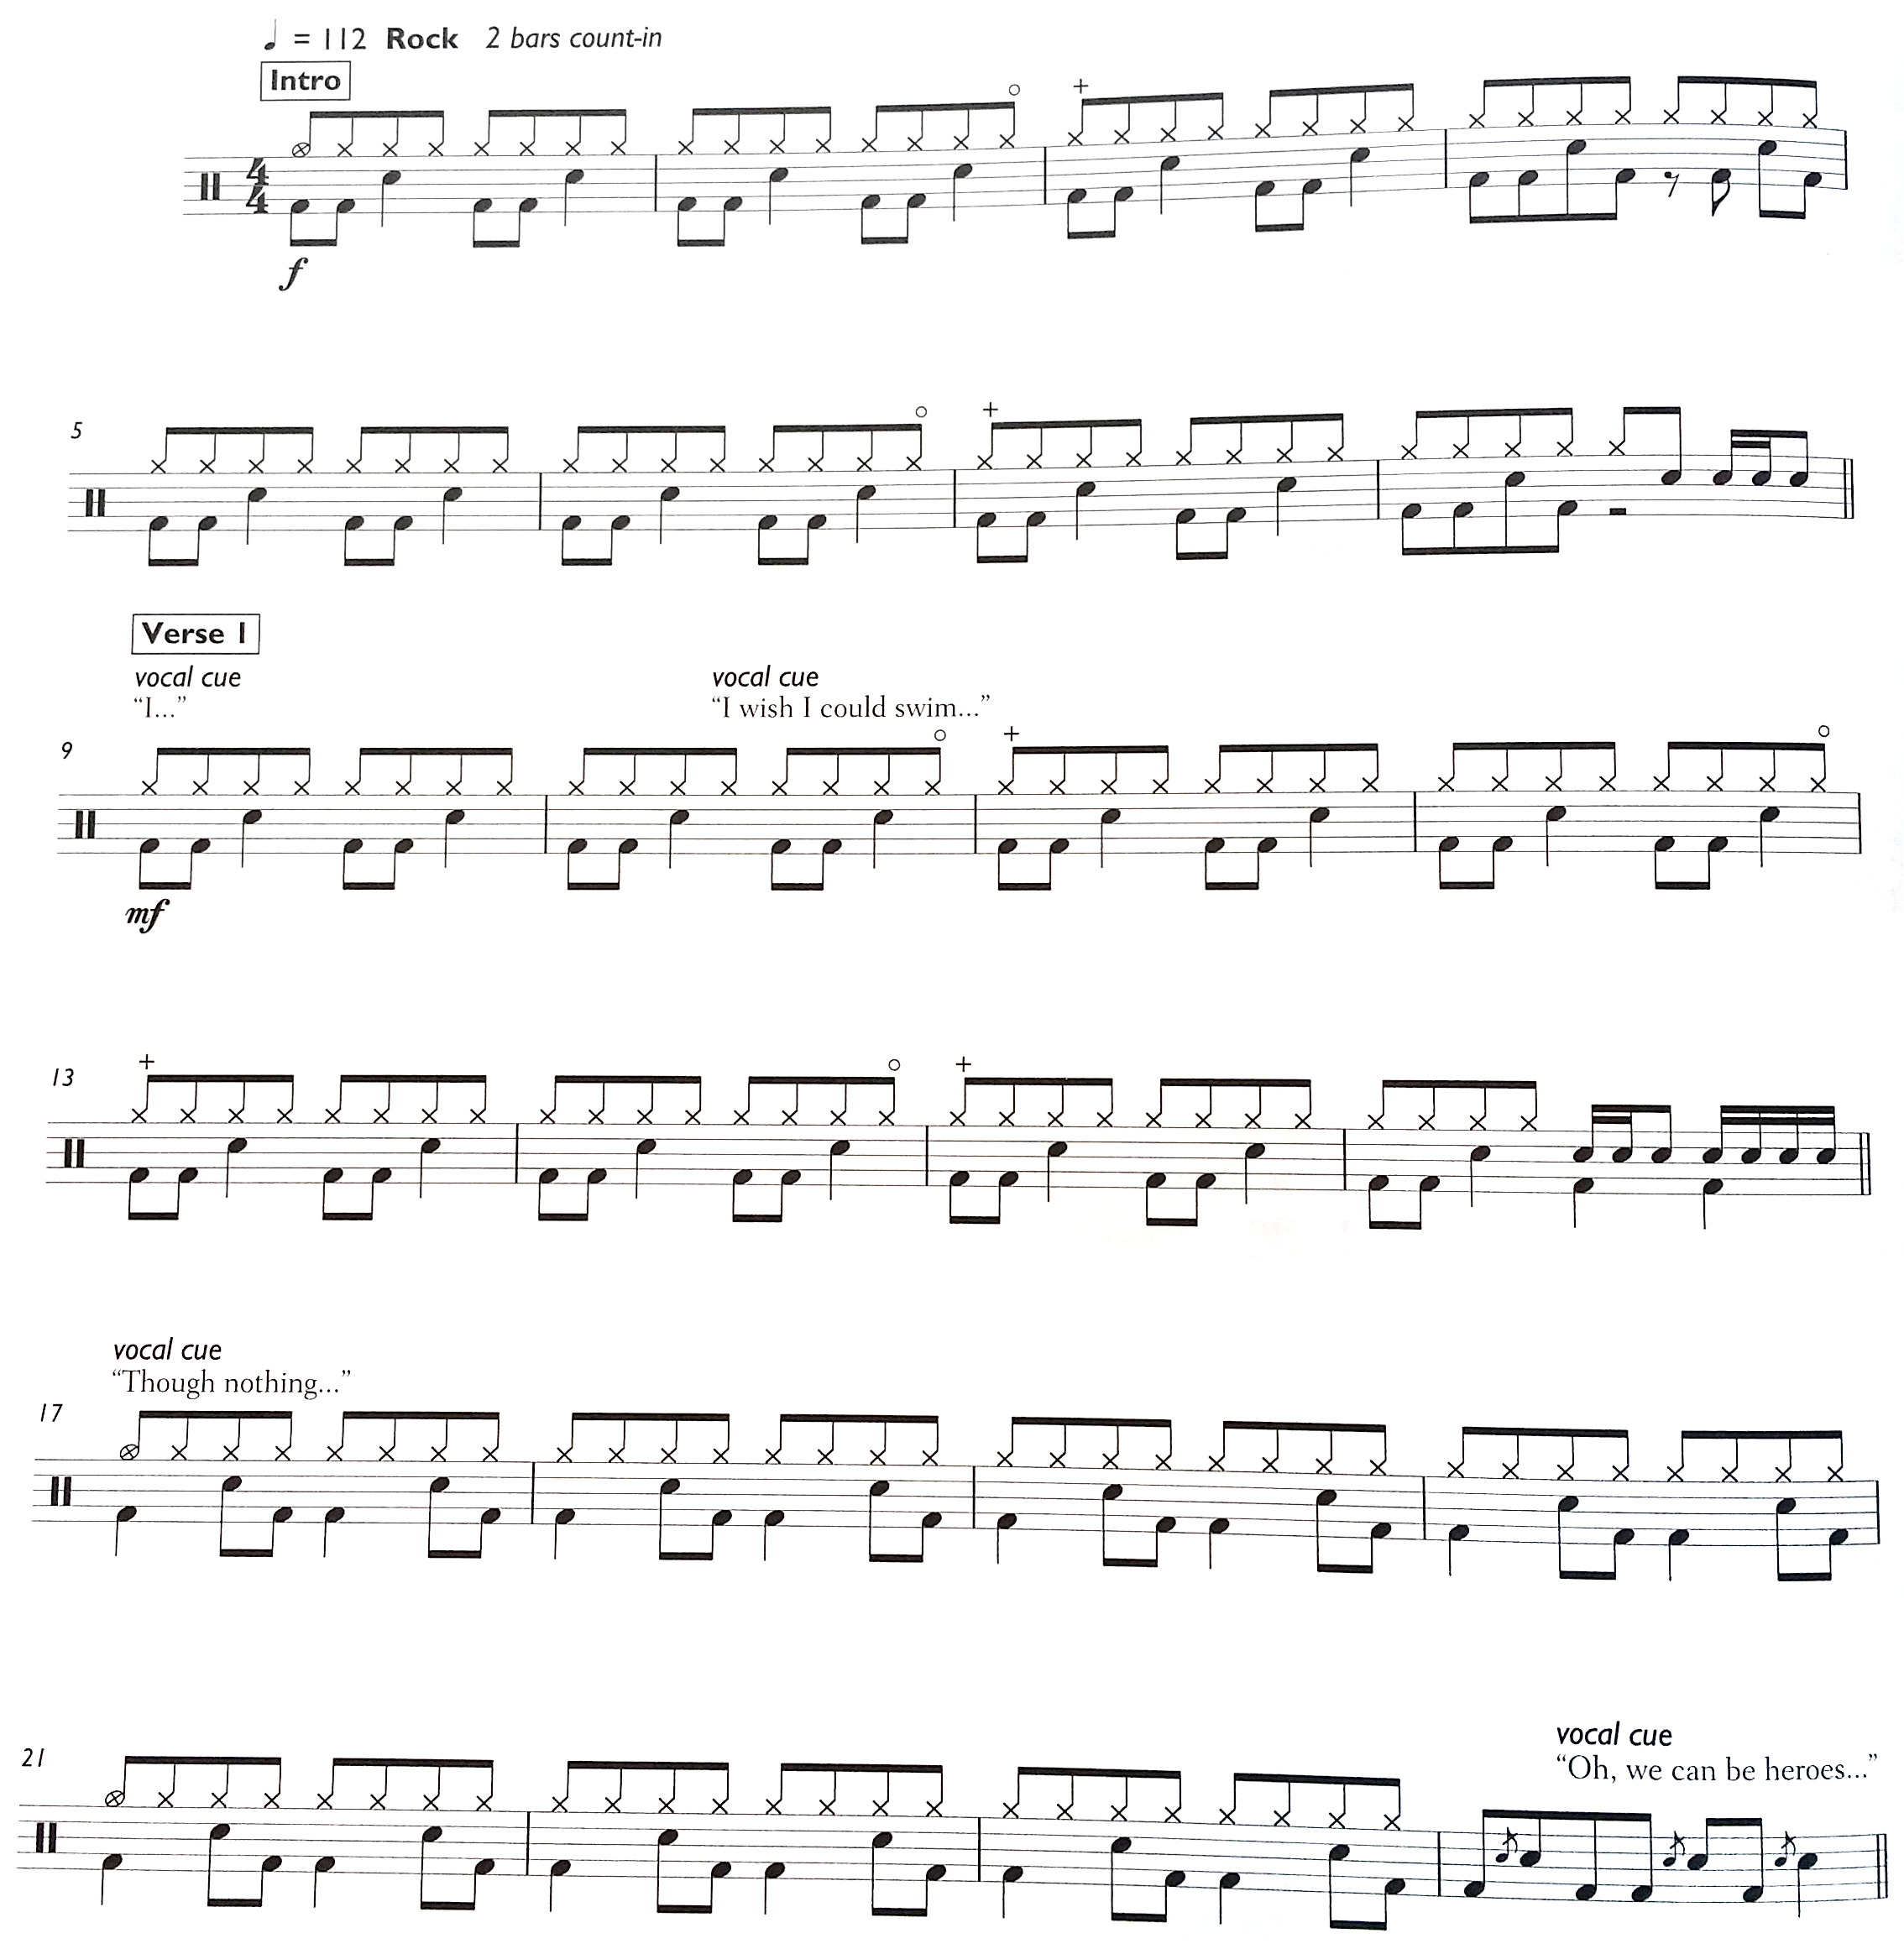 ♩ = 112 Rock 2 bars count-in
Intro
4
4
f
5
Verse 1
vocal cue
“I...”
vocal cue
“I wish I could swim...”
9
mf
13
vocal cue
“Though nothing...”
17
vocal cue
“Oh, we can be heroes...”
21